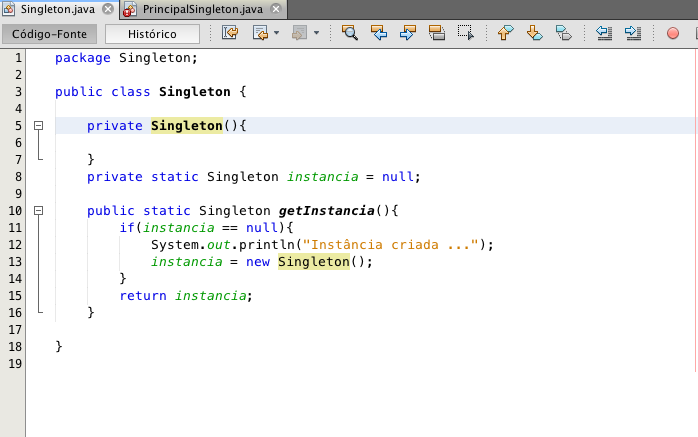 Singleton.java PrincipalSingleton.java
Código-Fonte Histórico
1 package Singleton;
2
3 public class Singleton {
4
5 private Singleton(){
6
7 }
8 private static Singleton instancia = null;
9
10 public static Singleton getInstancia(){
11 if(instancia == null){
12 System.out.println("Instância criada ...");
13 instancia = new Singleton();
14 }
15 return instancia;
16 }
17
18 }
19